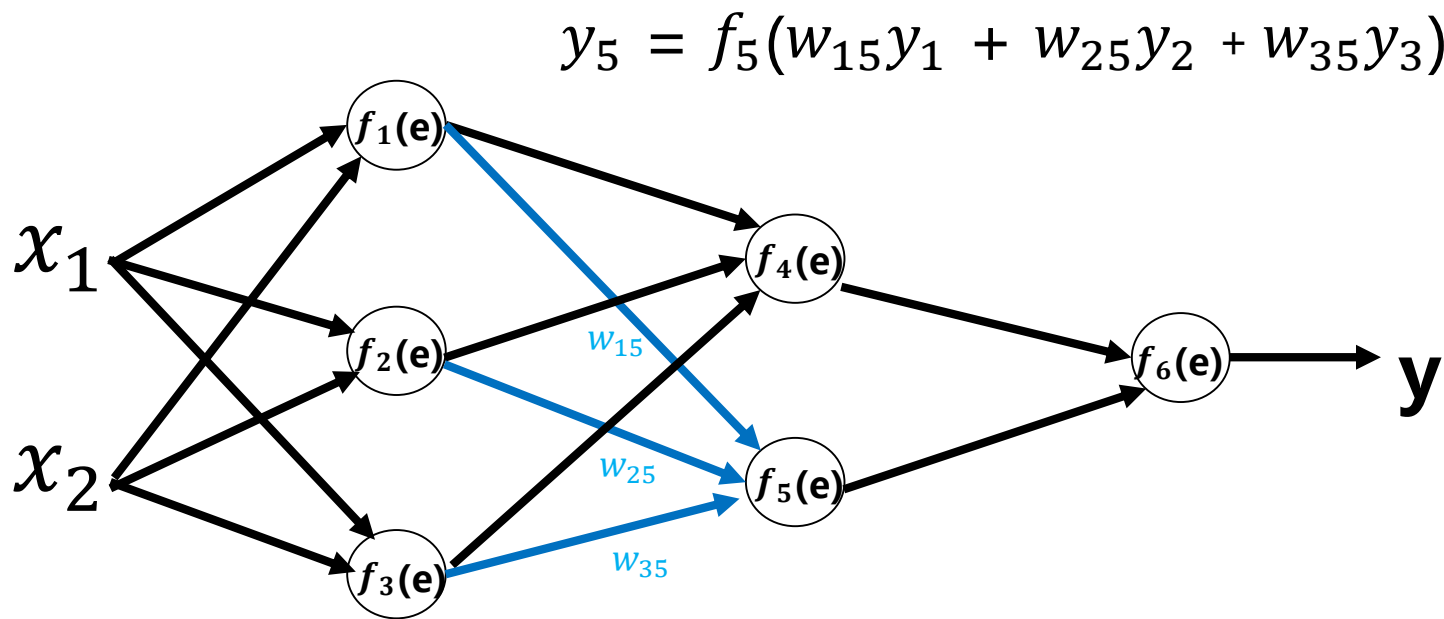 y₅ = f₅(w₁₅y₁ + w₂₅y₂ + w₃₅y₃)
f₁(e)
x₁
f₄(e)
w₁₅
f₂(e)
f₆(e)
y
x₂
w₂₅
f₅(e)
w₃₅
f₃(e)